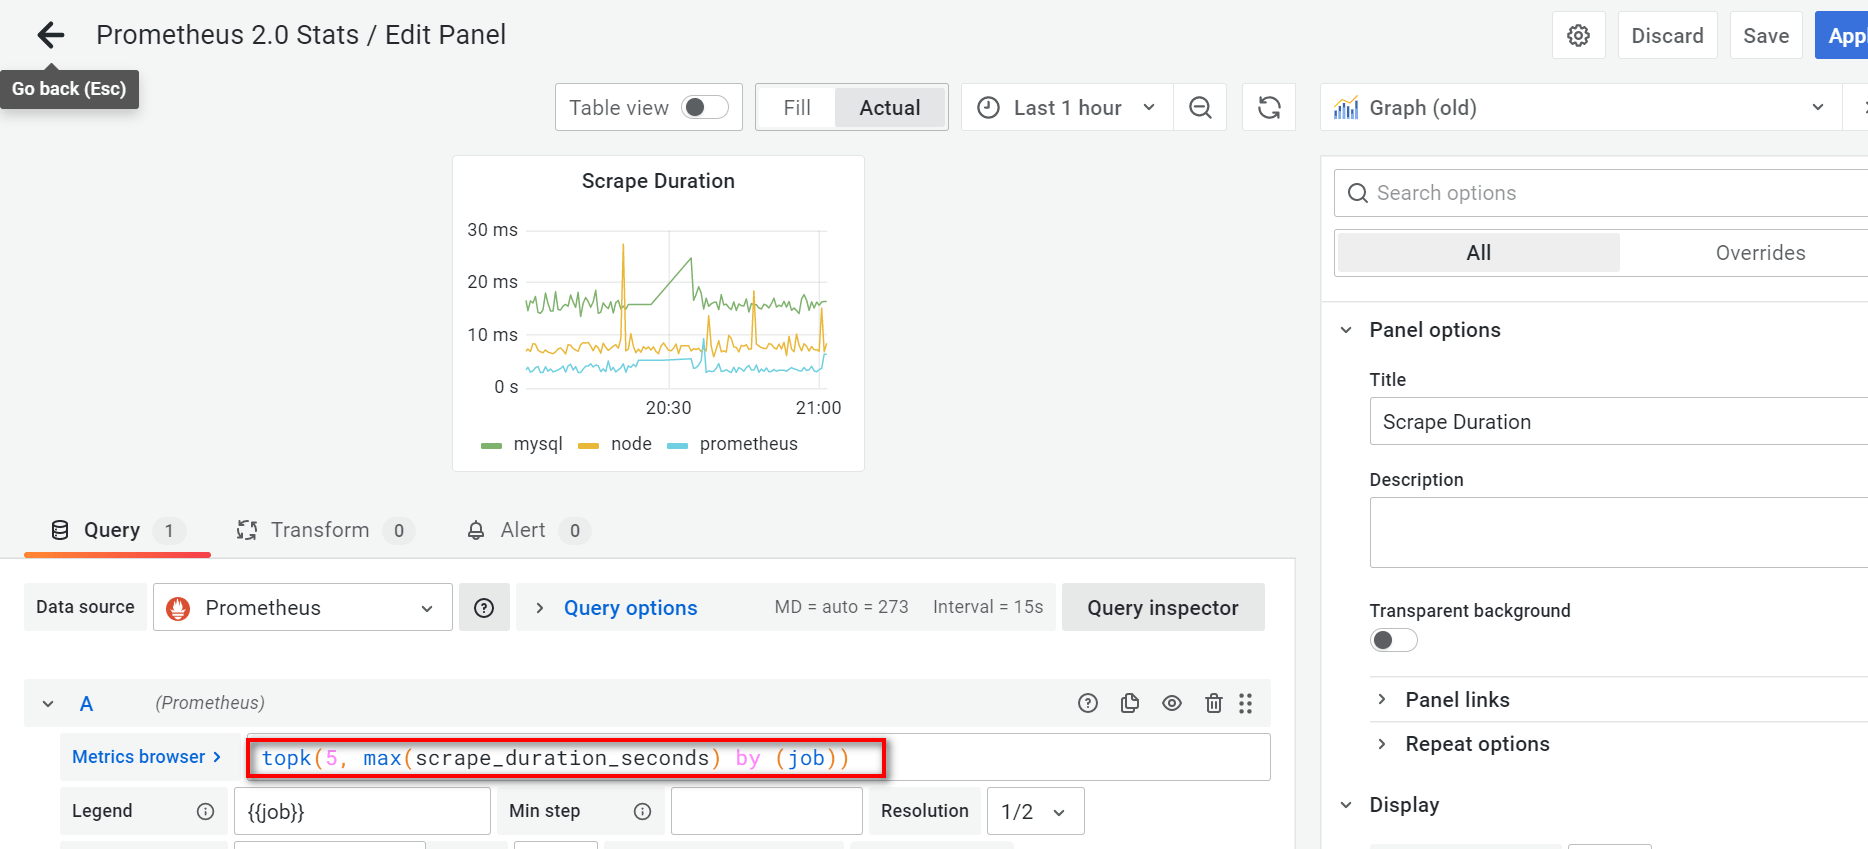 Prometheus 2.0 Stats / Edit Panel
Discard
Save
Appl
Go back (Esc)
Table view
Fill
Actual
Last 1 hour
Graph (old)
Scrape Duration
30 ms
20 ms
10 ms
0 s
20:30
21:00
mysql
node
prometheus
Search options
All
Overrides
Panel options
Title
Scrape Duration
Description
Transparent background
Panel links
Repeat options
Display
Query 1
Transform 0
Alert 0
Data source
Prometheus
Query options
MD = auto = 273
Interval = 15s
Query inspector
A
(Prometheus)
Metrics browser
topk(5, max(scrape_duration_seconds) by (job))
Legend
{{job}}
Min step
Resolution
1/2